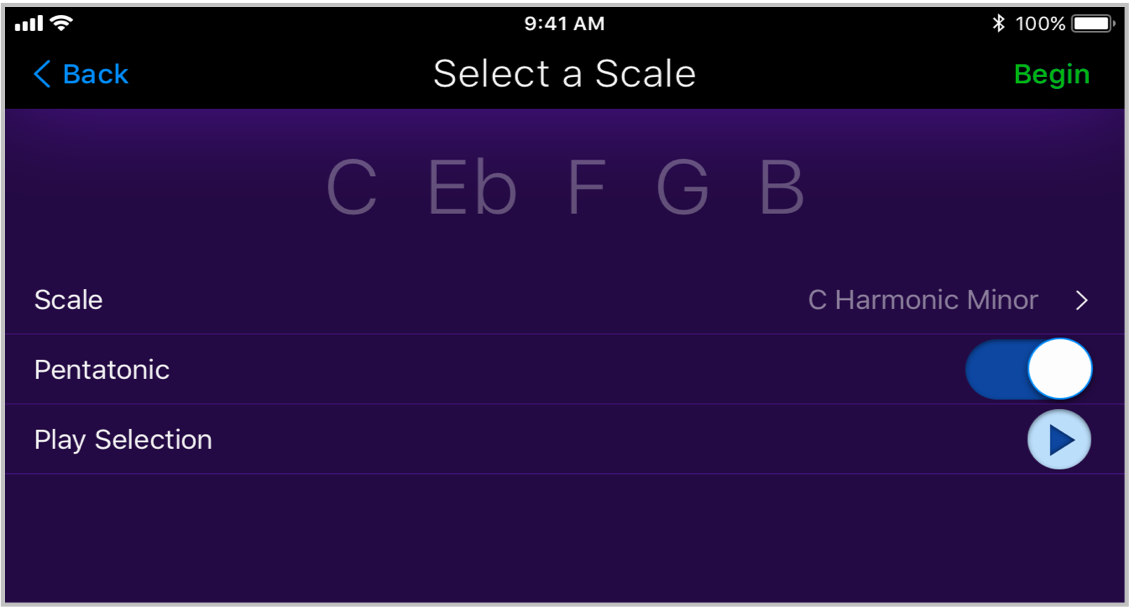 9:41 AM 100%
Back Select a Scale Begin
C Eb F G B
Scale C Harmonic Minor
Pentatonic
Play Selection